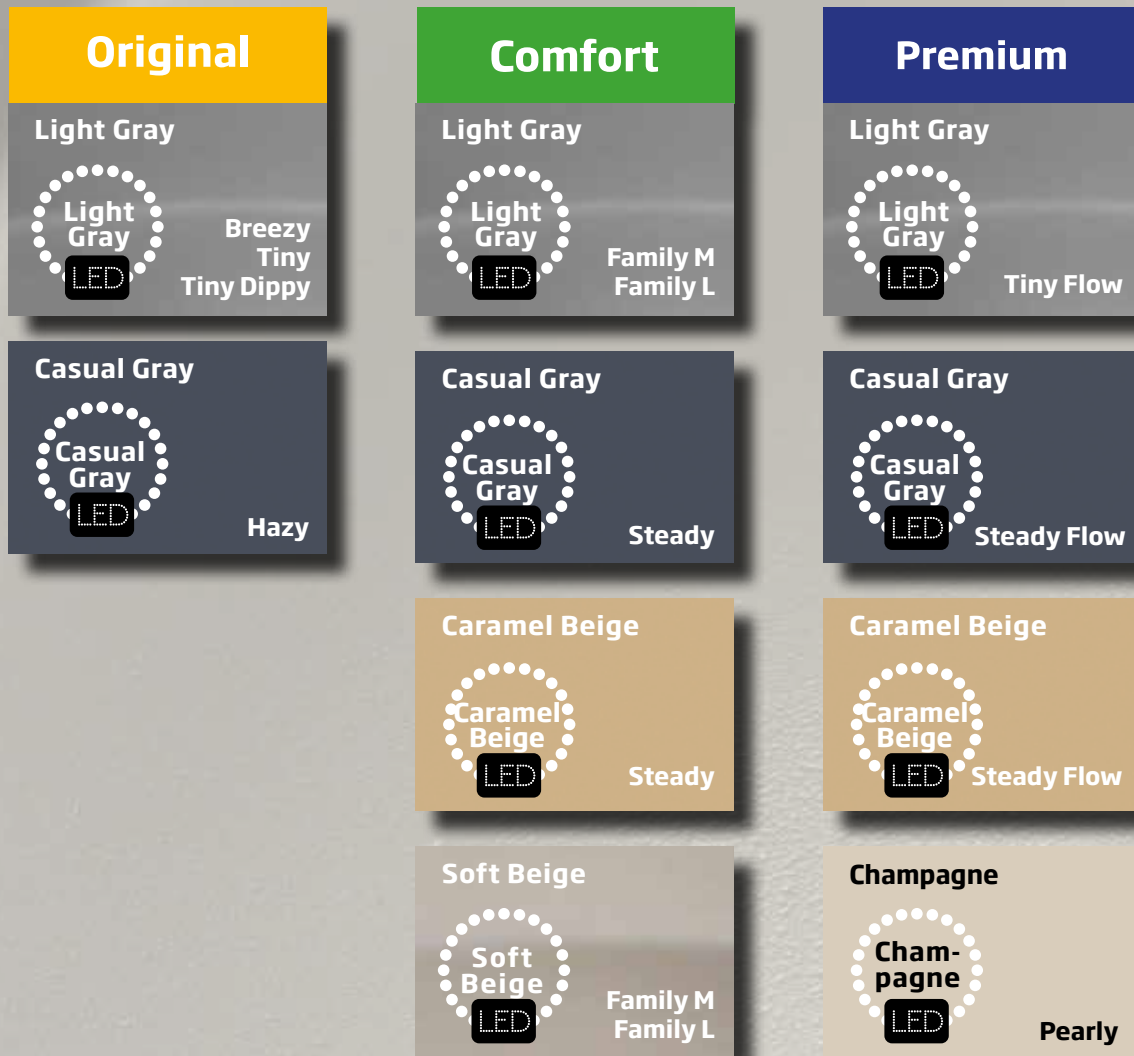 Original
Light Gray
Light
Gray
LED
Breezy
Tiny
Tiny Dippy
Casual Gray
Casual
Gray
LED
Hazy
Comfort
Light Gray
Light
Gray
LED
Family M
Family L
Casual Gray
Casual
Gray
LED
Steady
Caramel Beige
Caramel
Beige
LED
Steady
Soft Beige
Soft
Beige
LED
Family M
Family L
Premium
Light Gray
Light
Gray
LED
Tiny Flow
Casual Gray
Casual
Gray
LED
Steady Flow
Caramel Beige
Caramel
Beige
LED
Steady Flow
Champagne
Cham-
pagne
LED
Pearly